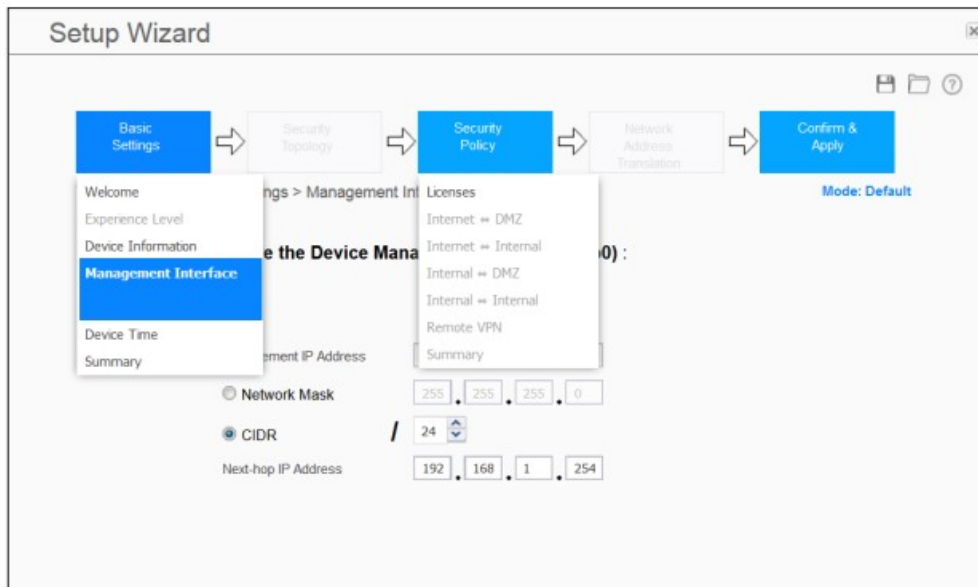 Setup Wizard
Basic Settings
Security Topology
Security Policy
Network Address Translation
Confirm & Apply
ngs > Management Int
Mode: Default
Welcome
Experience Level
Device Information
Management Interface
Device Time
Summary
Licenses
Internet ⇔ DMZ
Internet ⇔ Internal
Internal ⇔ DMZ
Internal ⇔ Internal
Remote VPN
Summary
e the Device Mana
0) :
ement IP Address
Network Mask 255 . 255 . 255 . 0
CIDR / 24
Next-hop IP Address 192 . 168 . 1 . 254